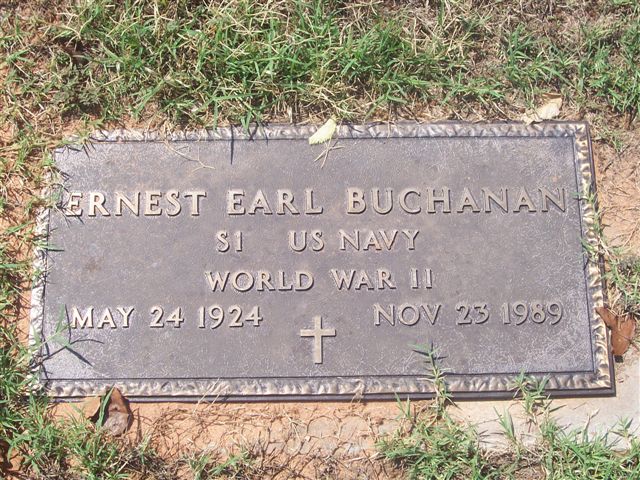 ERNEST EARL BUCHANAN
S1 US NAVY
WORLD WAR II
MAY 24 1924 NOV 23 1989